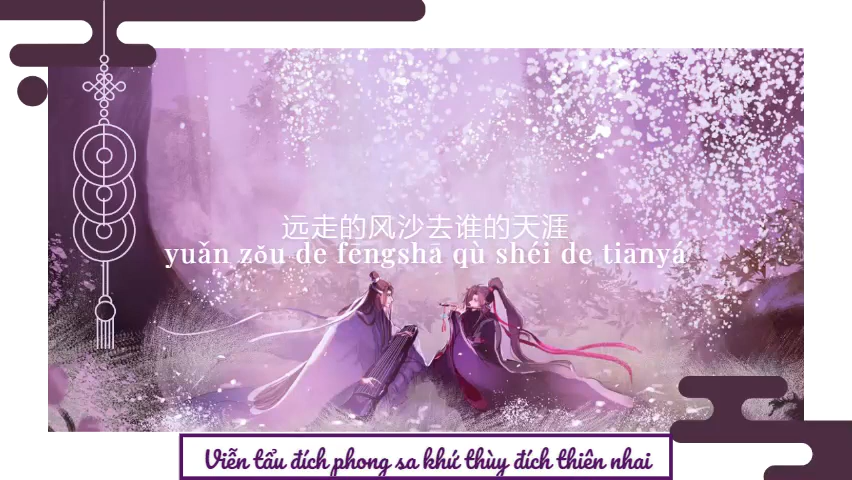 远走的风沙去谁的天涯
yuǎn zǒu de fēngshā qù shéi de tiānyá
Viễn tẩu đích phong sa khứ thùy đích thiên nhai